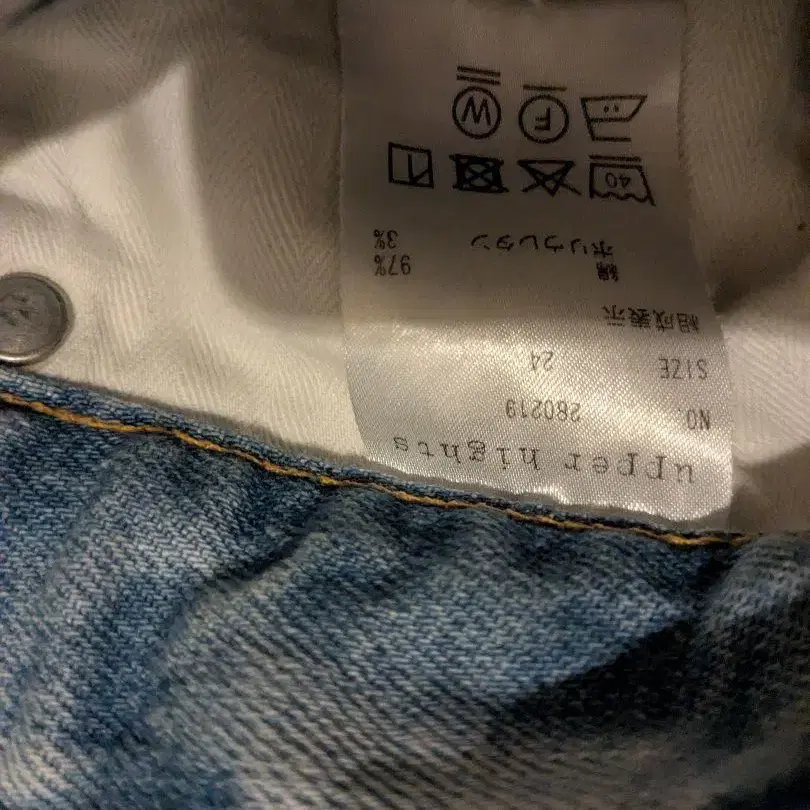 upper hights
NO. 280219
SIZE 24
組成表示
綿 97%
ポリウレタン 3%
40
F W